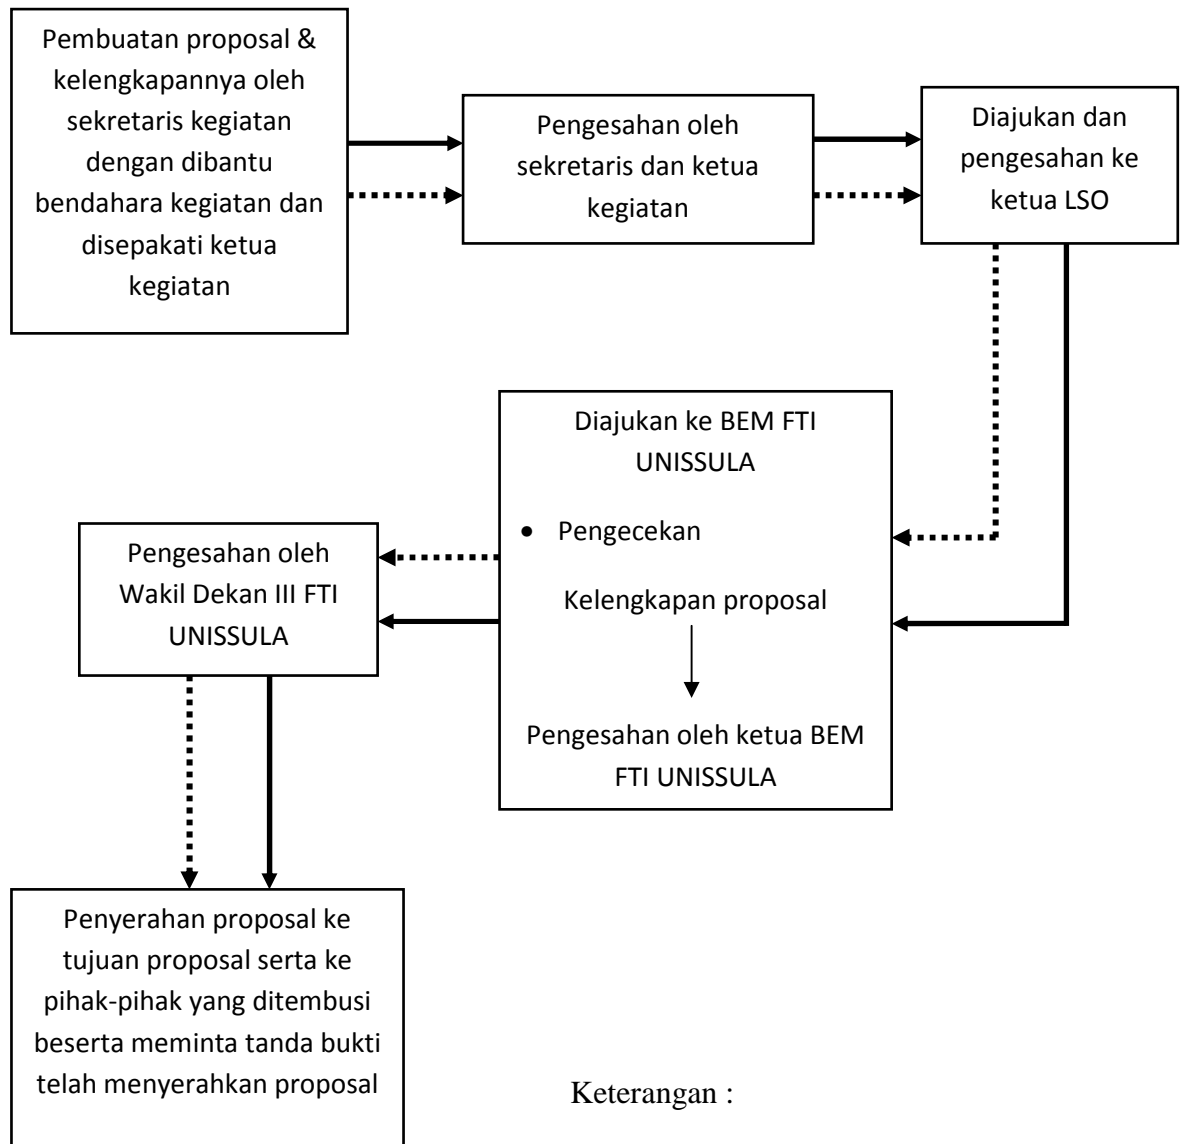 Pembuatan proposal &
kelengkapannya oleh
sekretaris kegiatan
dengan dibantu
bendahara kegiatan dan
disepakati ketua
kegiatan
Pengesahan oleh
sekretaris dan ketua
kegiatan
Diajukan dan
pengesahan ke
ketua LSO
Diajukan ke BEM FTI
UNISSULA
• Pengecekan
Kelengkapan proposal
Pengesahan oleh ketua BEM
FTI UNISSULA
Pengesahan oleh
Wakil Dekan III FTI
UNISSULA
Penyerahan proposal ke
tujuan proposal serta ke
pihak-pihak yang ditembusi
beserta meminta tanda bukti
telah menyerahkan proposal
Keterangan :